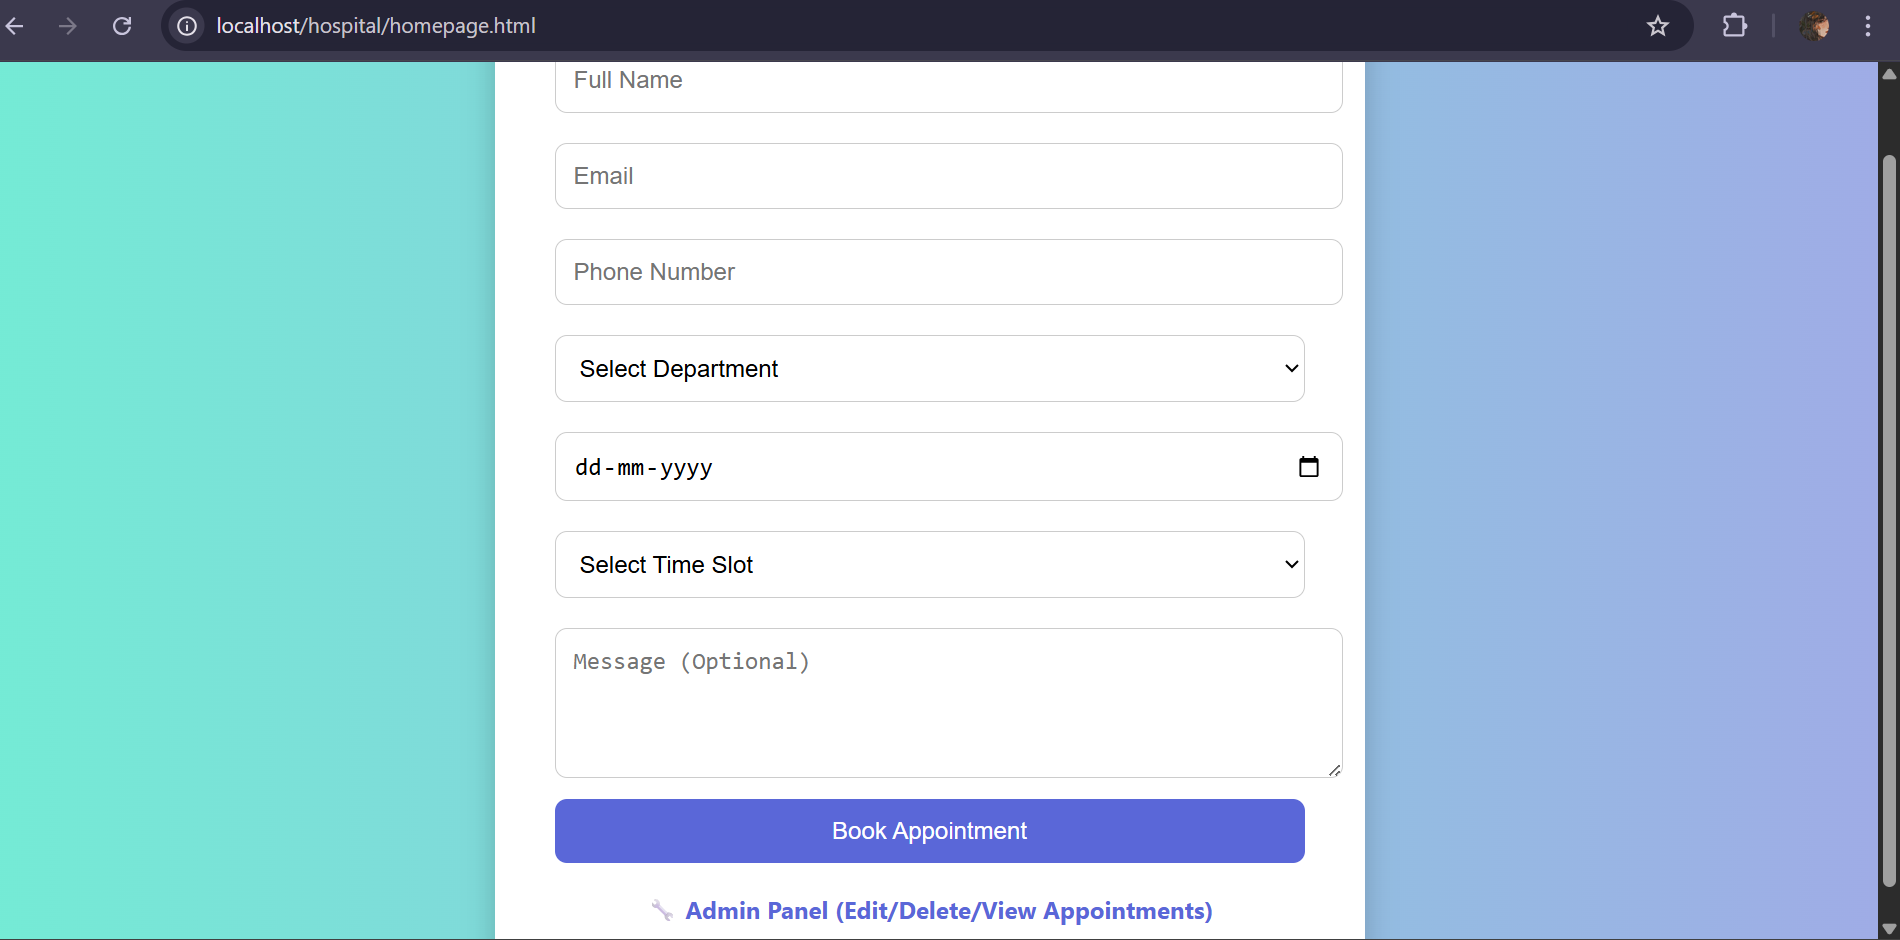 localhost/hospital/homepage.html
Full Name
Email
Phone Number
Select Department
dd-mm-yyyy
Select Time Slot
Message (Optional)
Book Appointment
Admin Panel (Edit/Delete/View Appointments)